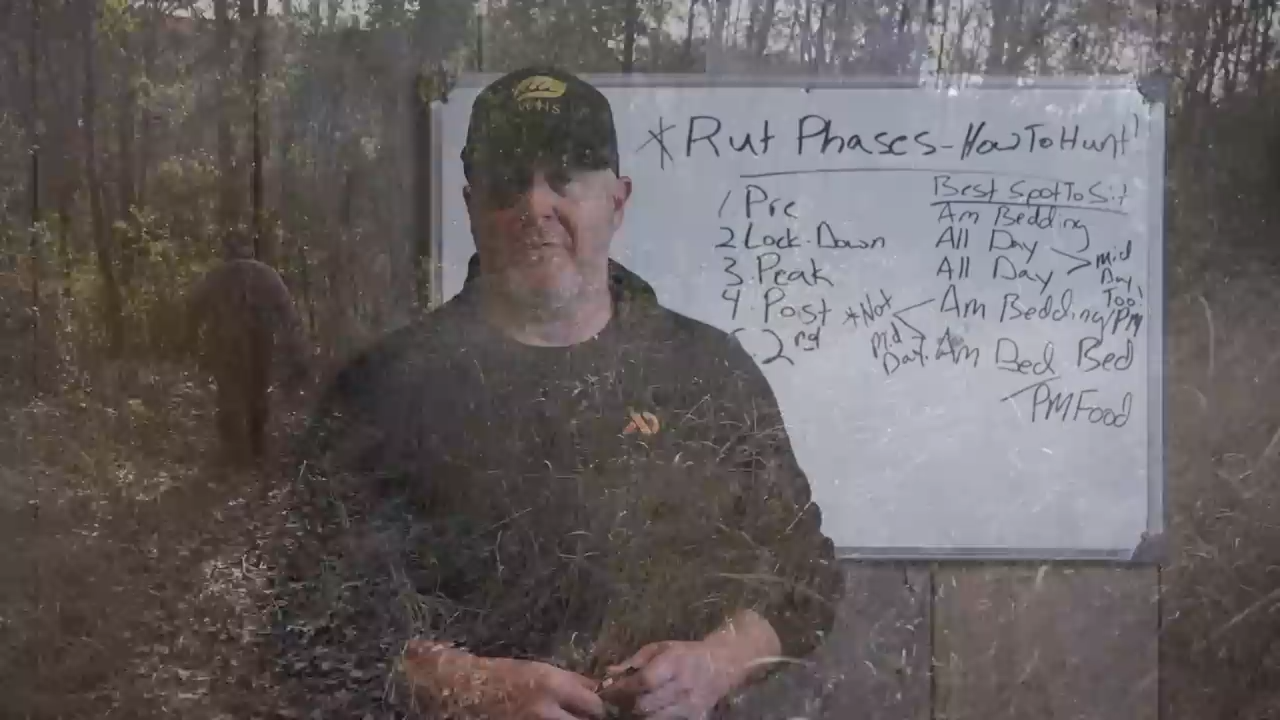 WHS
*Rut Phases - How To Hunt!
Best Spot To Sit
1 Pre Am Bedding
2 Lock-Down All Day
3. Peak All Day > Mid Day Too!
4. Post *Not Mid Day. Am Bedding/PM
2nd Am Bed Bed
PM Food